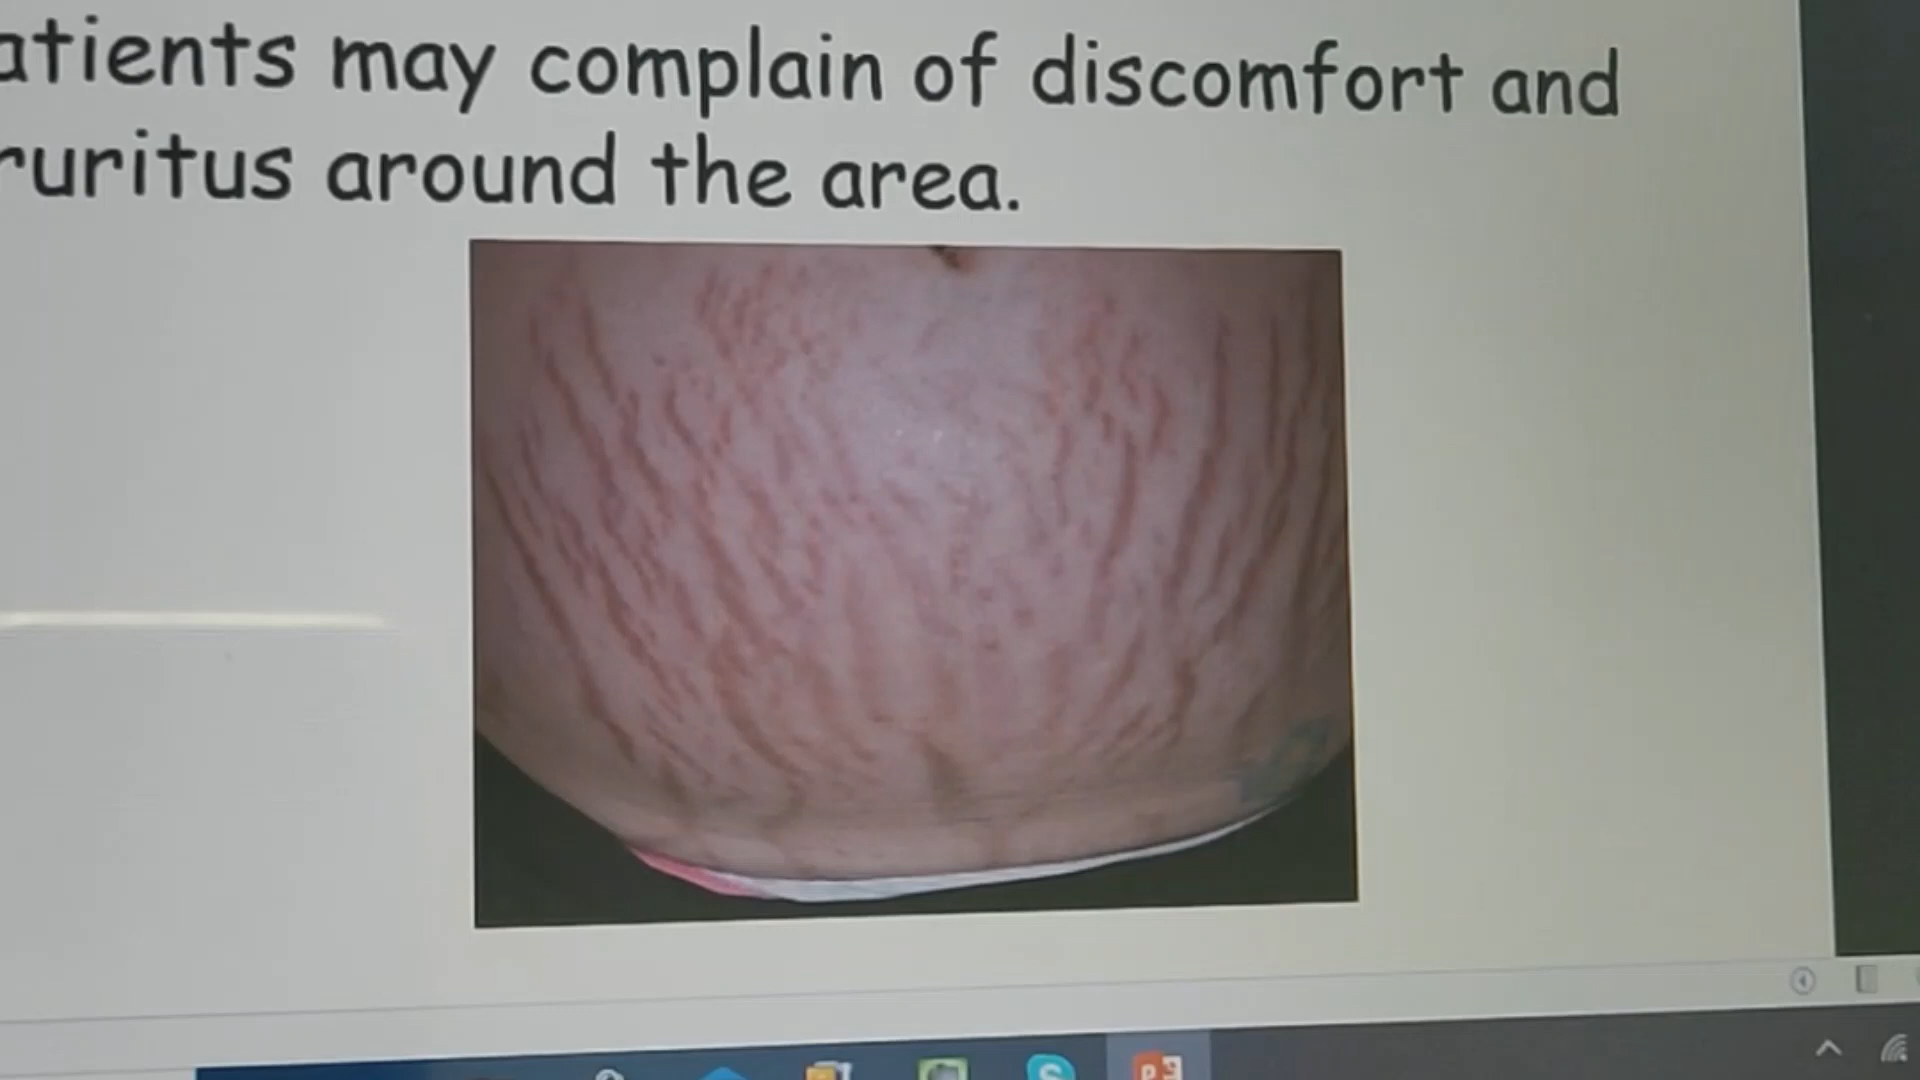 atients may complain of discomfort and
ruritus around the area.